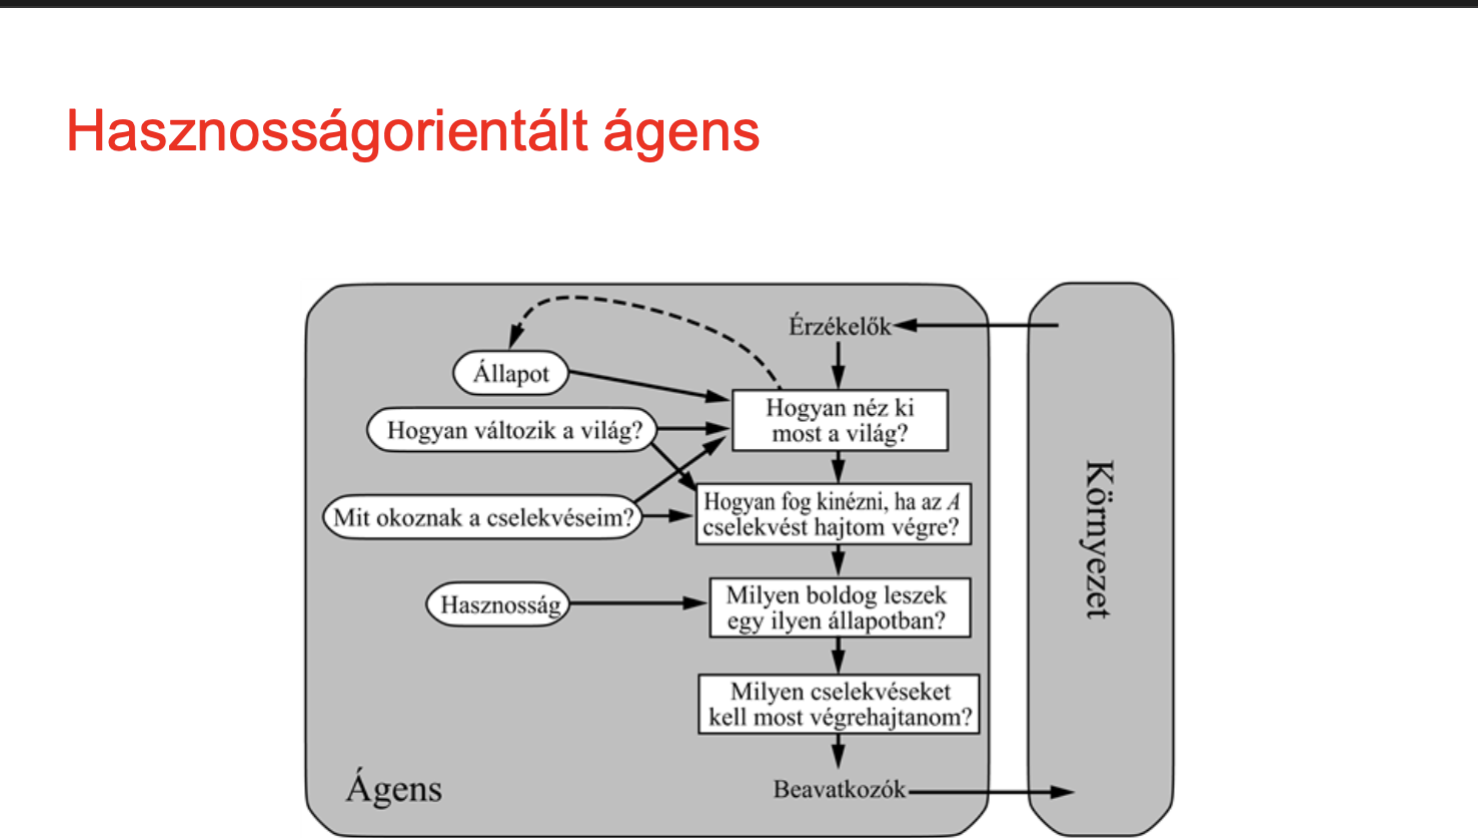 Hasznosságorientált ágens
Érzékelők
Állapot
Hogyan néz ki
most a világ?
Hogyan változik a világ?
Hogyan fog kinézni, ha az A
cselekvést hajtom végre?
Mit okoznak a cselekvéseim?
Milyen boldog leszek
egy ilyen állapotban?
Hasznosság
Milyen cselekvéseket
kell most végrehajtanom?
Ágens
Beavatkozók
Környezet